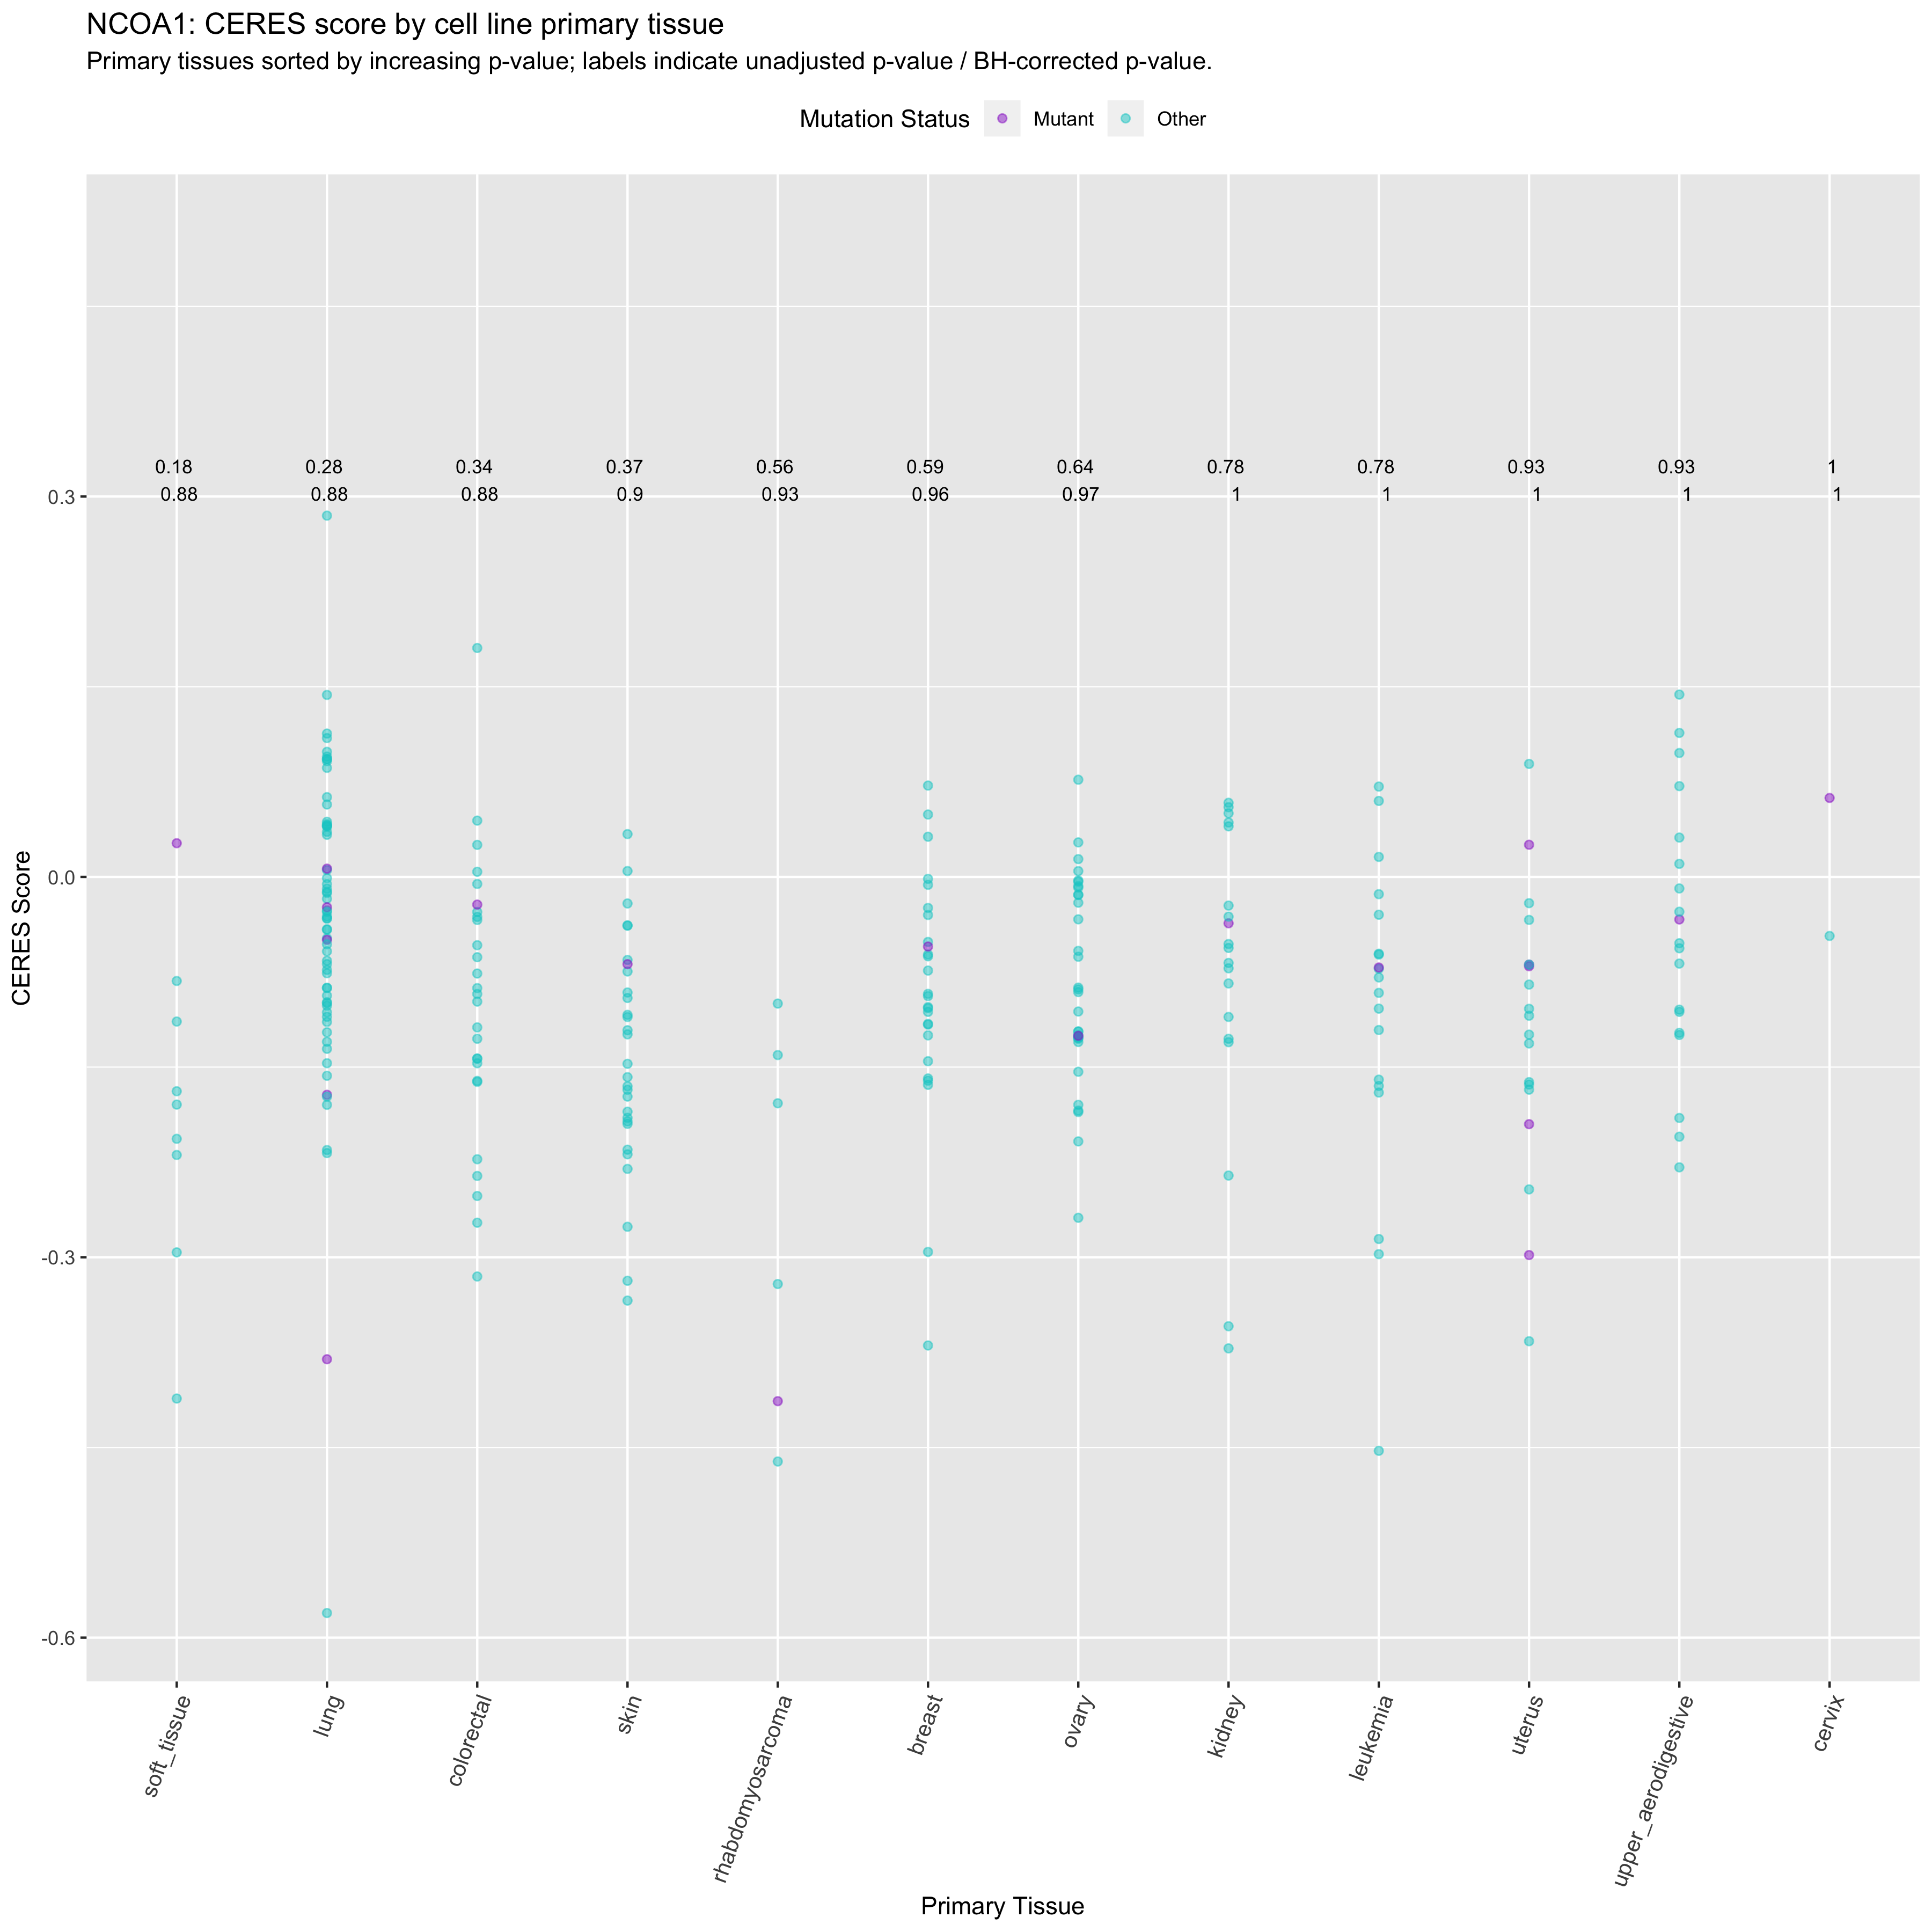 NCOA1: CERES score by cell line primary tissue
Primary tissues sorted by increasing p-value; labels indicate unadjusted p-value / BH-corrected p-value.
Mutation Status Mutant Other
0.18 0.28 0.34 0.37 0.56 0.59 0.64 0.78 0.78 0.93 0.93 1
0.88 0.88 0.88 0.9 0.93 0.96 0.97 1 1 1 1 1
0.3
0.0
-0.3
-0.6
CERES Score
soft_tissue lung colorectal skin rhabdomyosarcoma breast ovary kidney leukemia uterus upper_aerodigestive cervix
Primary Tissue